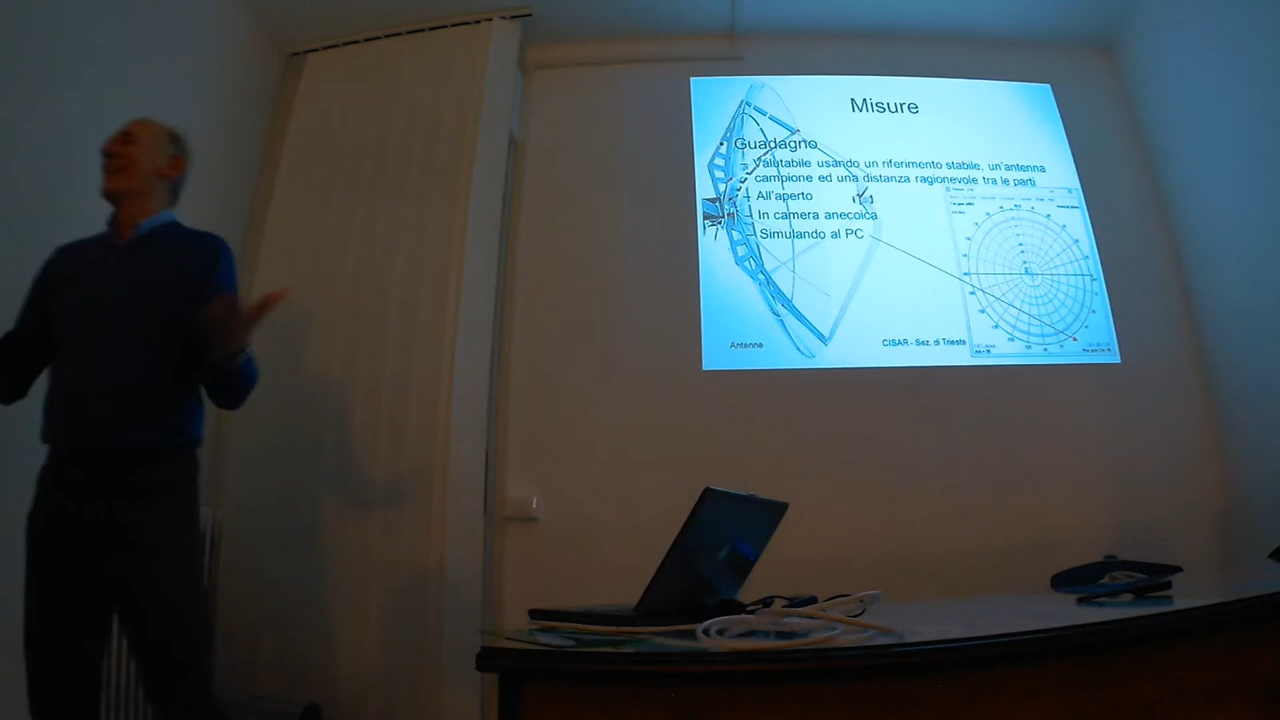 Misure
Guadagno
Valutabile usando un riferimento stabile, un'antenna
campione ed una distanza ragionevole tra le parti
– All'aperto
– In camera anecoica
– Simulando al PC
Antenne
CISAR - Sez. di Trieste